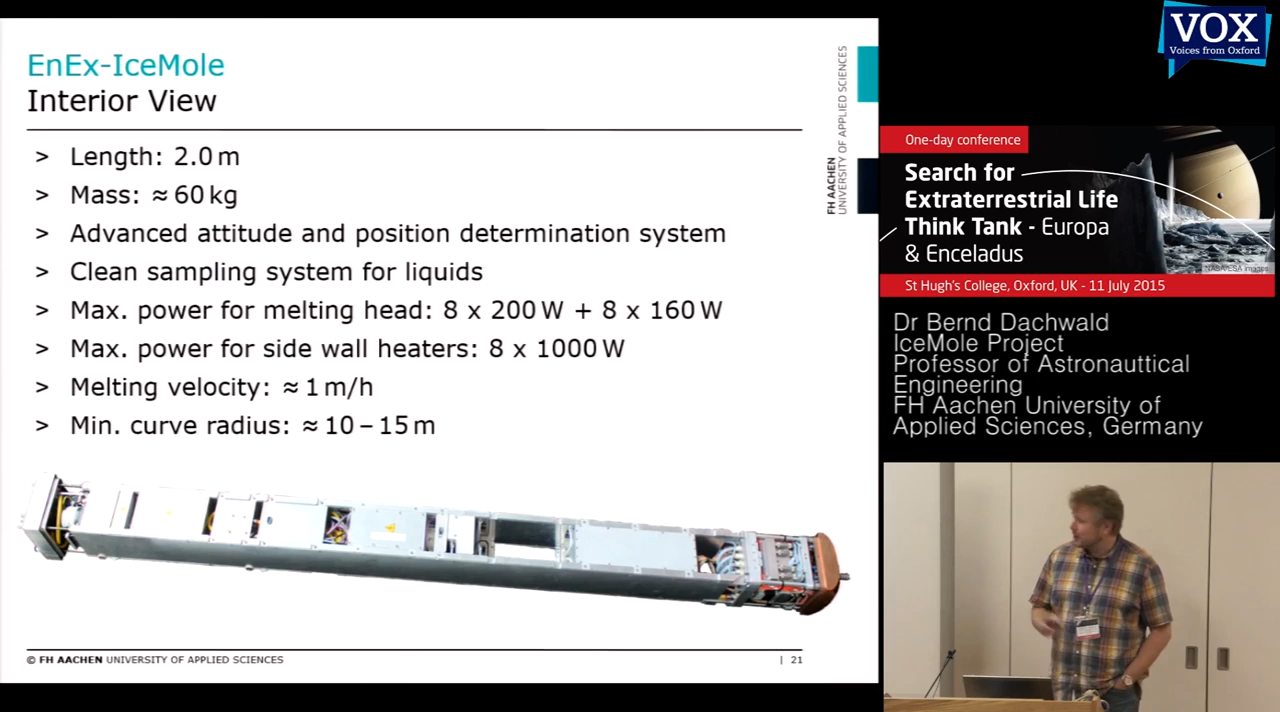 EnEx-IceMole
Interior View
> Length: 2.0 m
> Mass: ≈ 60 kg
> Advanced attitude and position determination system
> Clean sampling system for liquids
> Max. power for melting head: 8 x 200 W + 8 x 160 W
> Max. power for side wall heaters: 8 x 1000 W
> Melting velocity: ≈ 1 m/h
> Min. curve radius: ≈ 10 – 15 m
© FH AACHEN UNIVERSITY OF APPLIED SCIENCES
| 21
FH AACHEN
UNIVERSITY OF APPLIED SCIENCES
VOX
Voices from Oxford
One-day conference
Search for
Extraterrestrial Life
Think Tank - Europa
& Enceladus
NASA/ESA images
St Hugh's College, Oxford, UK - 11 July 2015
Dr Bernd Dachwald
IceMole Project
Professor of Astronauttical
Engineering
FH Aachen University of
Applied Sciences, Germany